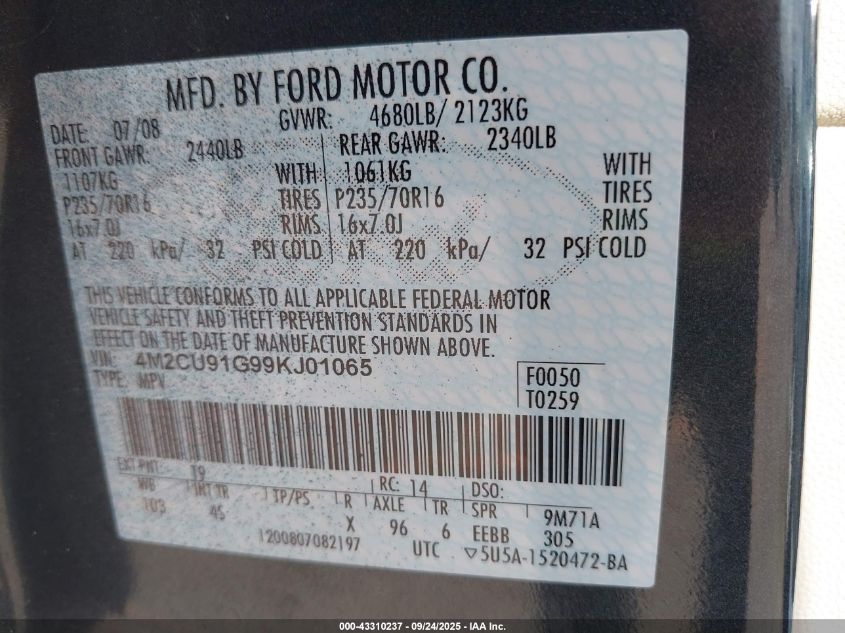 MFD. BY FORD MOTOR CO.
DATE: 07/08 GVWR: 4680LB/ 2123KG
FRONT GAWR: 2440LB REAR GAWR: 2340LB
1107KG WITH 1061KG WITH
P235/70R16 TIRES P235/70R16 TIRES
16x7.0J RIMS 16x7.0J RIMS
AT 220 kPa/ 32 PSI COLD AT 220 kPa/ 32 PSI COLD
THIS VEHICLE CONFORMS TO ALL APPLICABLE FEDERAL MOTOR
VEHICLE SAFETY AND THEFT PREVENTION STANDARDS IN
EFFECT ON THE DATE OF MANUFACTURE SHOWN ABOVE.
VIN: 4M2CU91G99KJ01065
TYPE: MPV
F0050
T0259
EXT PNT: T9 RC: 14 DSO:
WB INT TR TP/PS R AXLE TR SPR 9M71A
103 45 X 96 6 EEBB 305
1200807082197 UTC ▽5U5A-1520472-BA
000-43310237 - 09/24/2025 - IAA Inc.